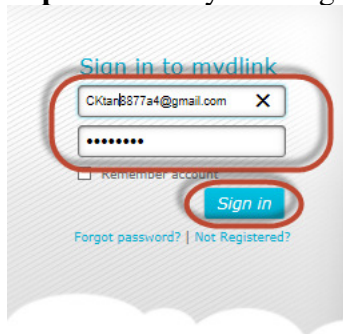 Sign in to mydlink
CKtan8877a4@gmail.com X
••••••••
Remember account
Sign in
Forgot password? | Not Registered?